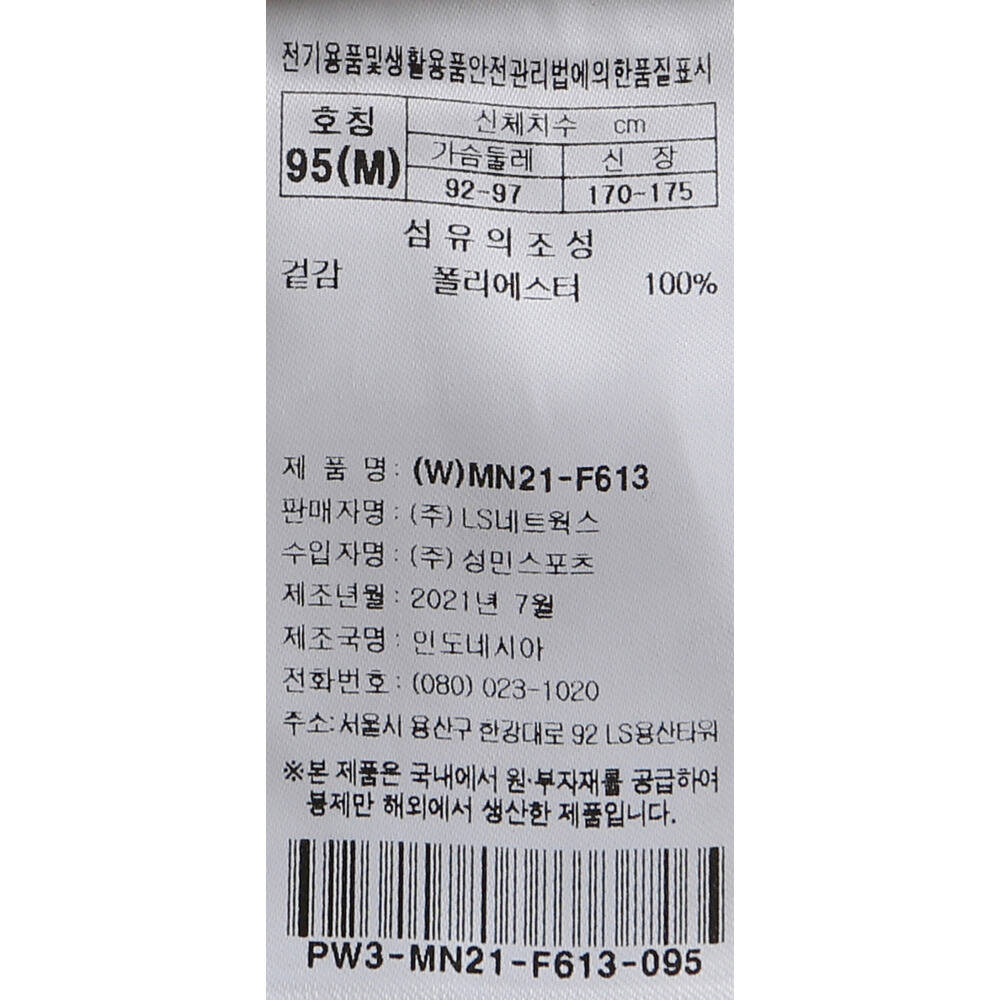 전기용품및생활용품안전관리법에의한품질표시
호칭 신체치수 cm
95(M) 가슴둘레 신 장
92-97 170-175
섬유의조성
겉감 폴리에스터 100%
제 품 명 : (W)MN21-F613
판매자명 : (주) LS네트웍스
수입자명 : (주) 성민스포츠
제조년월 : 2021년 7월
제조국명 : 인도네시아
전화번호 : (080) 023-1020
주소:서울시 용산구 한강대로 92 LS용산타워
※본 제품은 국내에서 원·부자재를 공급하여
봉제만 해외에서 생산한 제품입니다.
PW3-MN21-F613-095